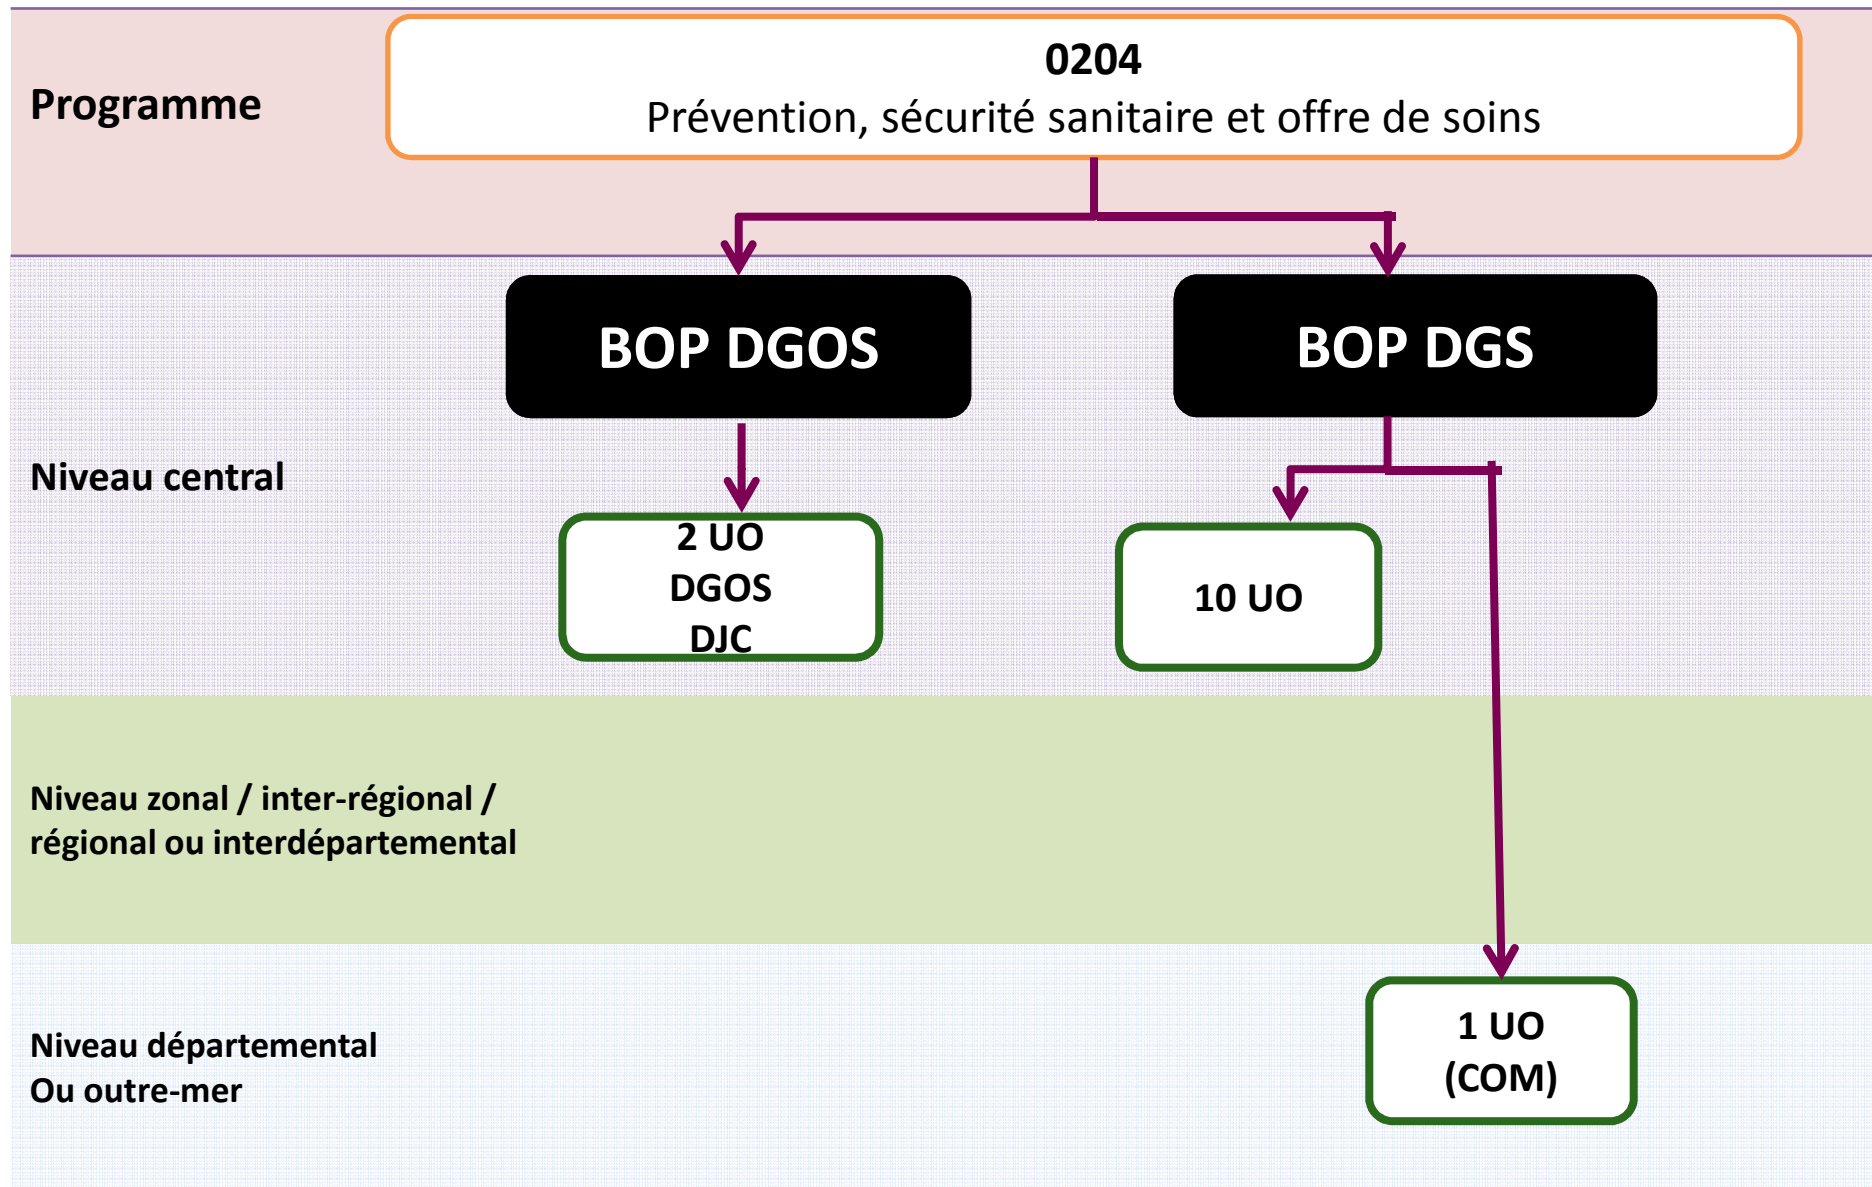 0204
Programme
Prévention, sécurité sanitaire et offre de soins
BOP DGOS
BOP DGS
Niveau central
2 UO
DGOS
DJC
10 UO
Niveau zonal / inter-régional /
régional ou interdépartemental
Niveau départemental
Ou outre-mer
1 UO
(COM)